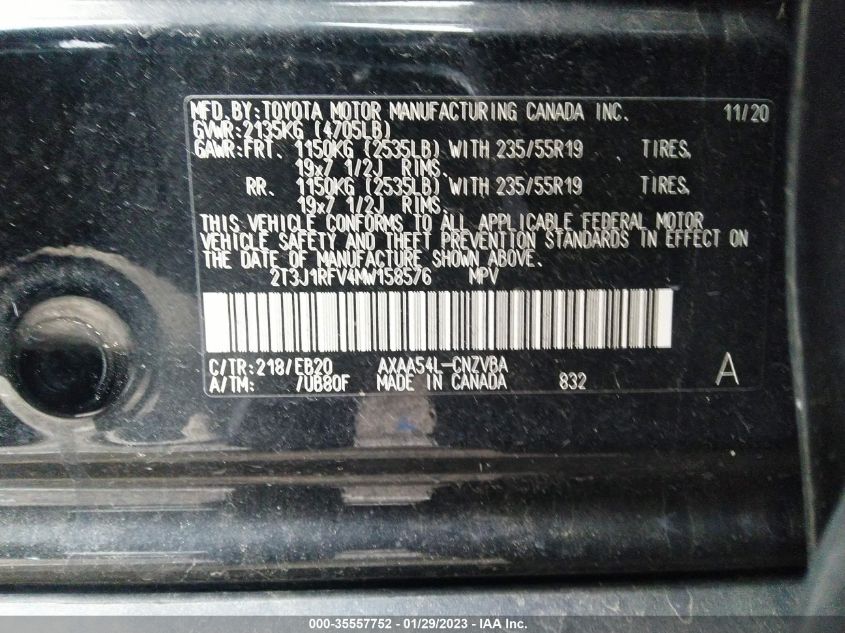 MFD.BY:TOYOTA MOTOR MANUFACTURING CANADA INC. 11/20
GVWR:2135KG (4705LB)
GAWR:FRT. 1150KG (2535LB) WITH 235/55R19 TIRES,
19x7 1/2J RIMS,
RR. 1150KG (2535LB) WITH 235/55R19 TIRES,
19x7 1/2J RIMS.
THIS VEHICLE CONFORMS TO ALL APPLICABLE FEDERAL MOTOR
VEHICLE SAFETY AND THEFT PREVENTION STANDARDS IN EFFECT ON
THE DATE OF MANUFACTURE SHOWN ABOVE.
2T3J1RFV4MW158576 MPV
C/TR:218/EB20 AXAA54L-CNZVBA
A/TM: /UB80F MADE IN CANADA 832 A
000-35557752 - 01/29/2023 - IAA Inc.